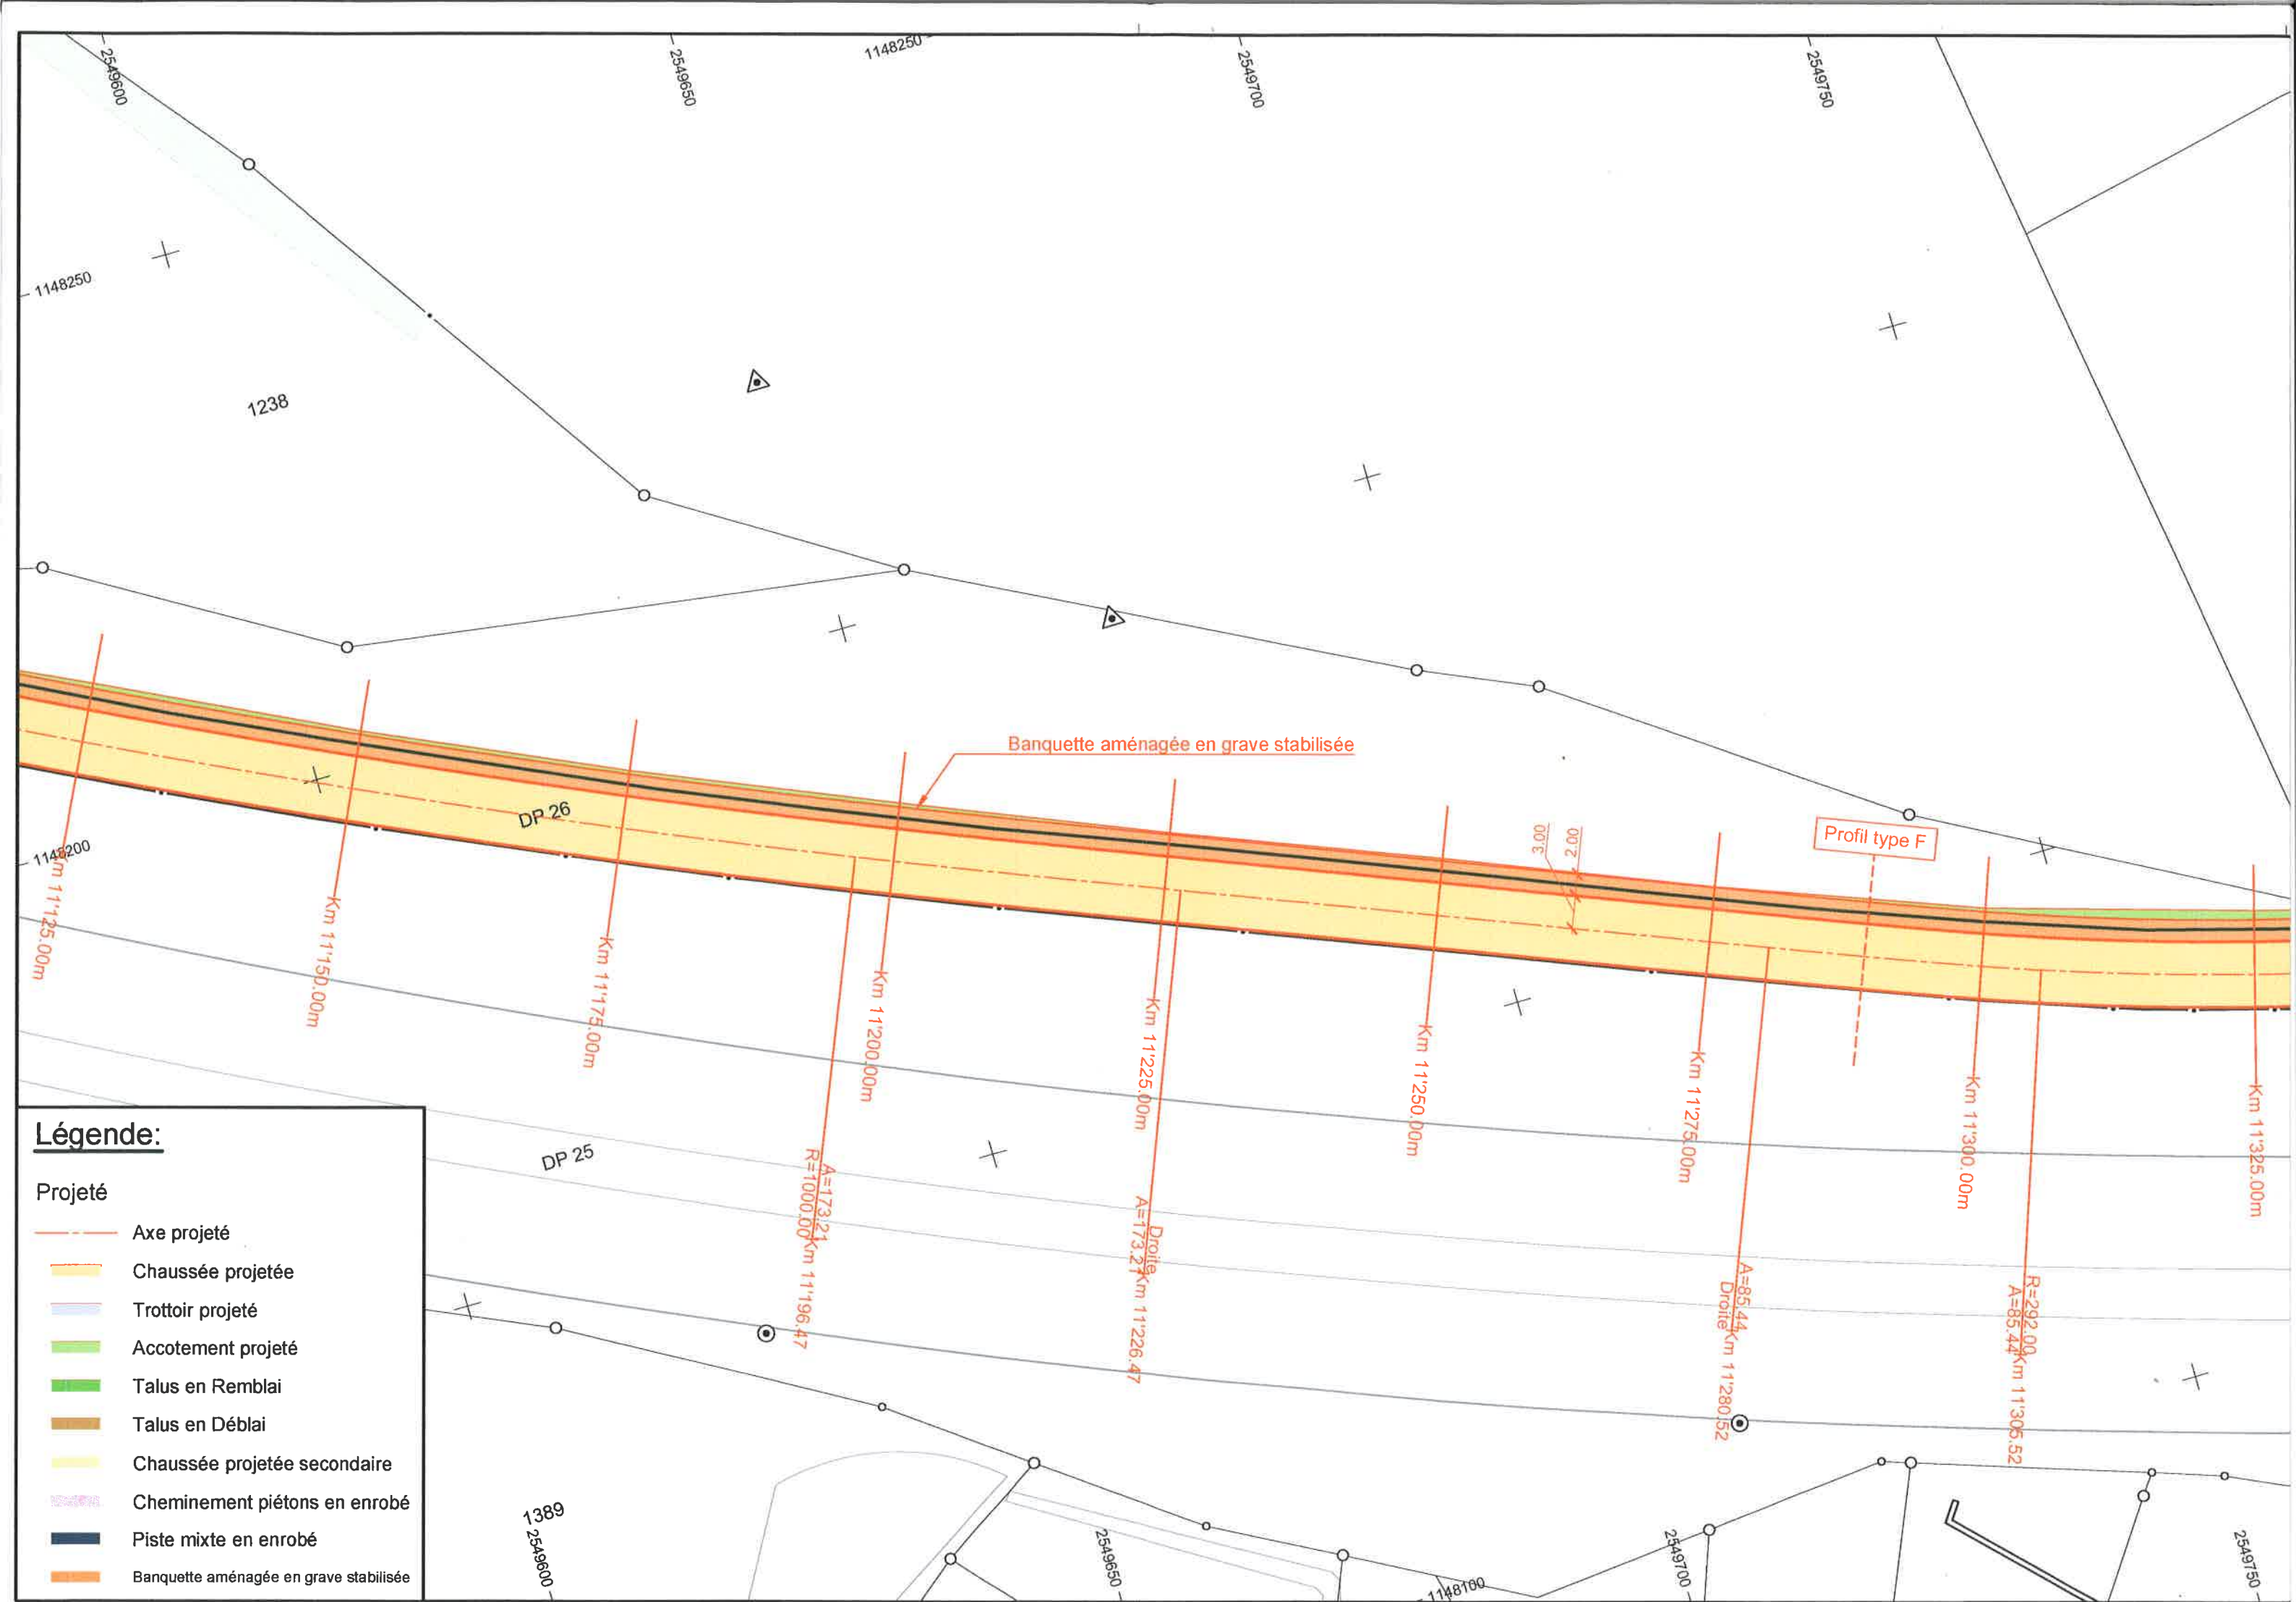 2549600
2549650
1148250
2549700
2549750
1148250
1238
Banquette aménagée en grave stabilisée
DP 26
3.00
2.00
Profil type F
1148200
Km 11'125.00m
Km 11'150.00m
Km 11'175.00m
Km 11'200.00m
Km 11'225.00m
Km 11'250.00m
Km 11'275.00m
Km 11'300.00m
Km 11'325.00m
DP 25
A=173.21
R=1000.00
Km 11'196.47
Droite
A=173.21
Km 11'226.47
A=85.44
Droite
Km 11'280.52
R=292.00
A=85.44
Km 11'305.52
Légende:
Projeté
Axe projeté
Chaussée projetée
Trottoir projeté
Accotement projeté
Talus en Remblai
Talus en Déblai
Chaussée projetée secondaire
Cheminement piétons en enrobé
Piste mixte en enrobé
Banquette aménagée en grave stabilisée
1389
2549600
2549650
1148100
2549700
2549750